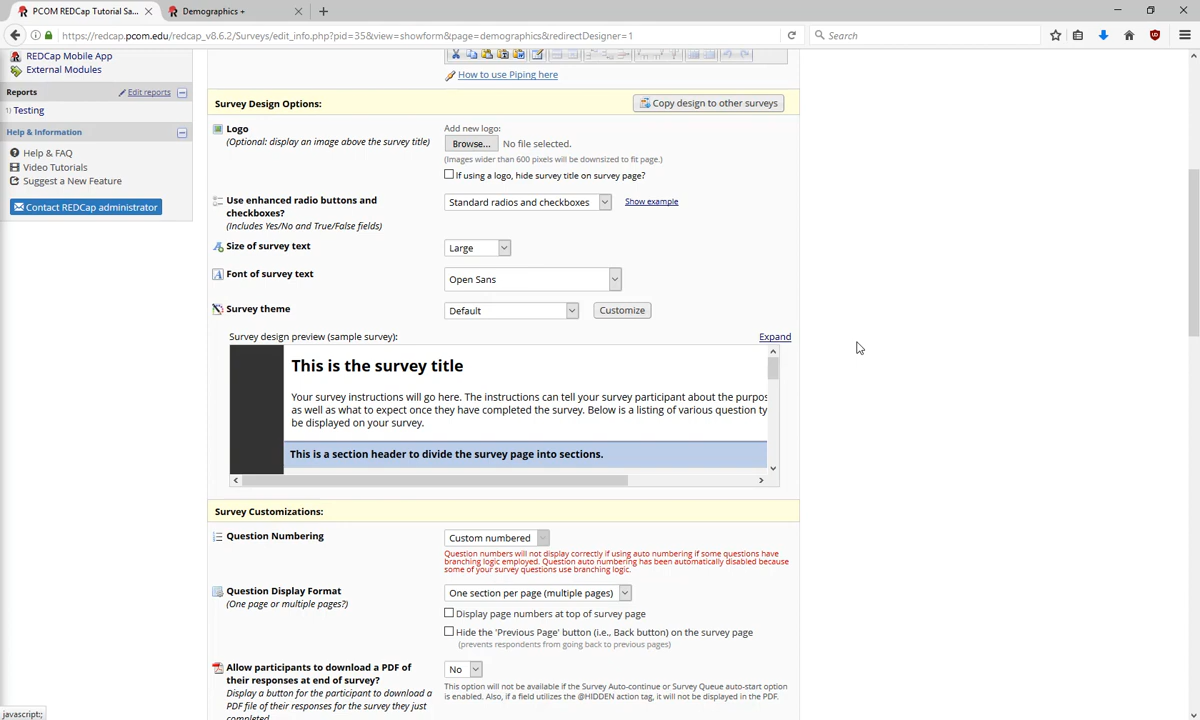 PCOM REDCap Tutorial Sa...
Demographics +
https://redcap.pcom.edu/redcap_v8.6.2/Surveys/edit_info.php?pid=35&view=showform&page=demographics&redirectDesigner=1
Search
REDCap Mobile App
External Modules
Reports
Edit reports
1) Testing
Help & Information
Help & FAQ
Video Tutorials
Suggest a New Feature
Contact REDCap administrator
How to use Piping here
Survey Design Options:
Copy design to other surveys
Logo
(Optional: display an image above the survey title)
Add new logo:
Browse... No file selected.
(Images wider than 600 pixels will be downsized to fit page.)
If using a logo, hide survey title on survey page?
Use enhanced radio buttons and
checkboxes?
(Includes Yes/No and True/False fields)
Standard radios and checkboxes
Show example
Size of survey text
Large
Font of survey text
Open Sans
Survey theme
Default
Customize
Survey design preview (sample survey):
Expand
This is the survey title
Your survey instructions will go here. The instructions can tell your survey participant about the purpos
as well as what to expect once they have completed the survey. Below is a listing of various question ty
be displayed on your survey.
This is a section header to divide the survey page into sections.
Survey Customizations:
Question Numbering
Custom numbered
Question numbers will not display correctly if using auto numbering if some questions have
branching logic employed. Question auto numbering has been automatically disabled because
some of your survey questions use branching logic.
Question Display Format
(One page or multiple pages?)
One section per page (multiple pages)
Display page numbers at top of survey page
Hide the 'Previous Page' button (i.e., Back button) on the survey page
(prevents respondents from going back to previous pages)
Allow participants to download a PDF of
their responses at end of survey?
Display a button for the participant to download a
PDF file of their responses for the survey they just
completed.
No
This option will not be available if the Survey Auto-continue or Survey Queue auto-start option
is enabled. Also, if a field utilizes the @HIDDEN action tag, it will not be displayed in the PDF.
javascript:;